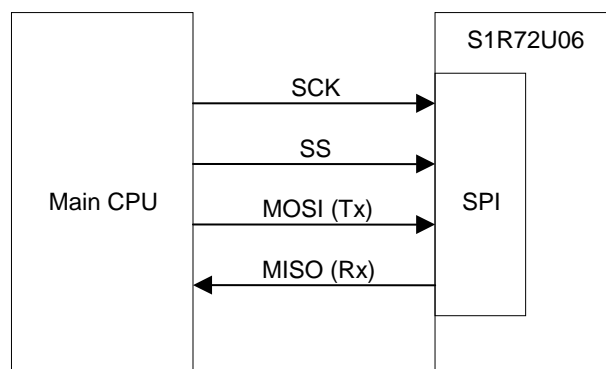 S1R72U06
SCK
SS
Main CPU
MOSI (Tx)
SPI
MISO (Rx)